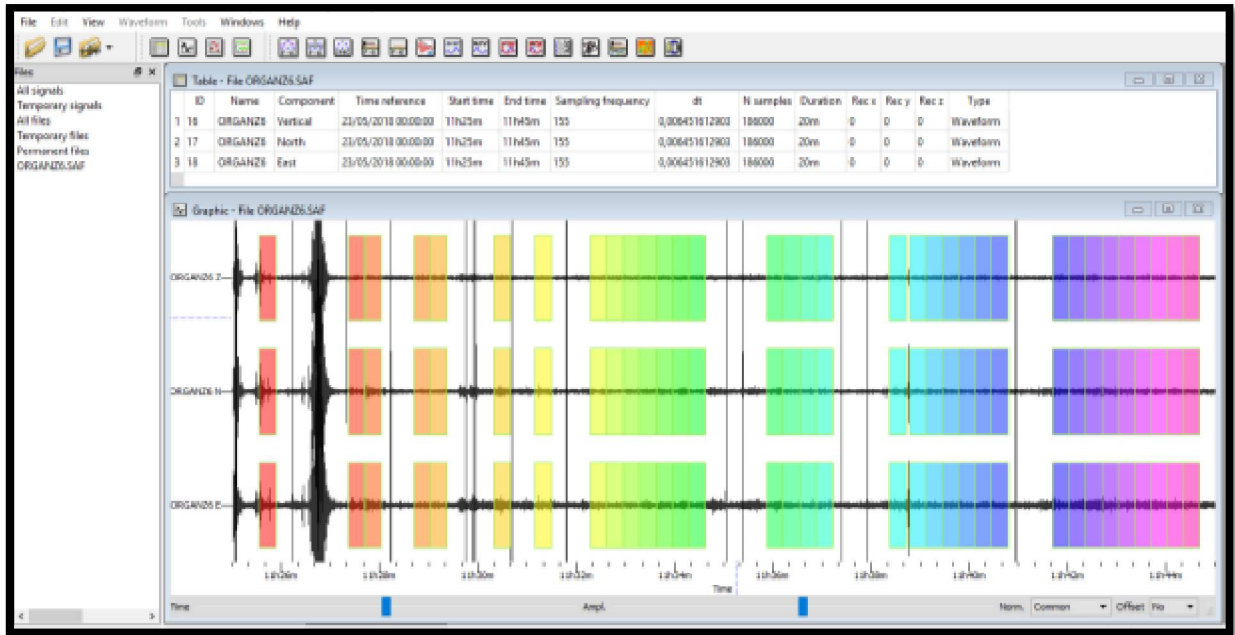 File Edit View Waveform Tools Windows Help
Files
All signals
Temporary signals
All files
Temporary files
Permanent files
ORGANZ6.SAF
Table - File ORGANZ6.SAF
ID Name Component Time reference Start time End time Sampling frequency dt N samples Duration Rec x Rec y Rec z Type
1 16 ORGANZ6 Vertical 23/05/2018 00:00:00 11h25m 11h45m 155 0,006451612903 186000 20m 0 0 0 Waveform
2 17 ORGANZ6 North 23/05/2018 00:00:00 11h25m 11h45m 155 0,006451612903 186000 20m 0 0 0 Waveform
3 18 ORGANZ6 East 23/05/2018 00:00:00 11h25m 11h45m 155 0,006451612903 186000 20m 0 0 0 Waveform
Graphic - File ORGANZ6.SAF
ORGANZ6 Z
ORGANZ6 N
ORGANZ6 E
11h26m 11h28m 11h30m 11h32m 11h34m 11h36m 11h38m 11h40m 11h42m 11h44m
Time
Time Ampl. Norm. Common Offset No